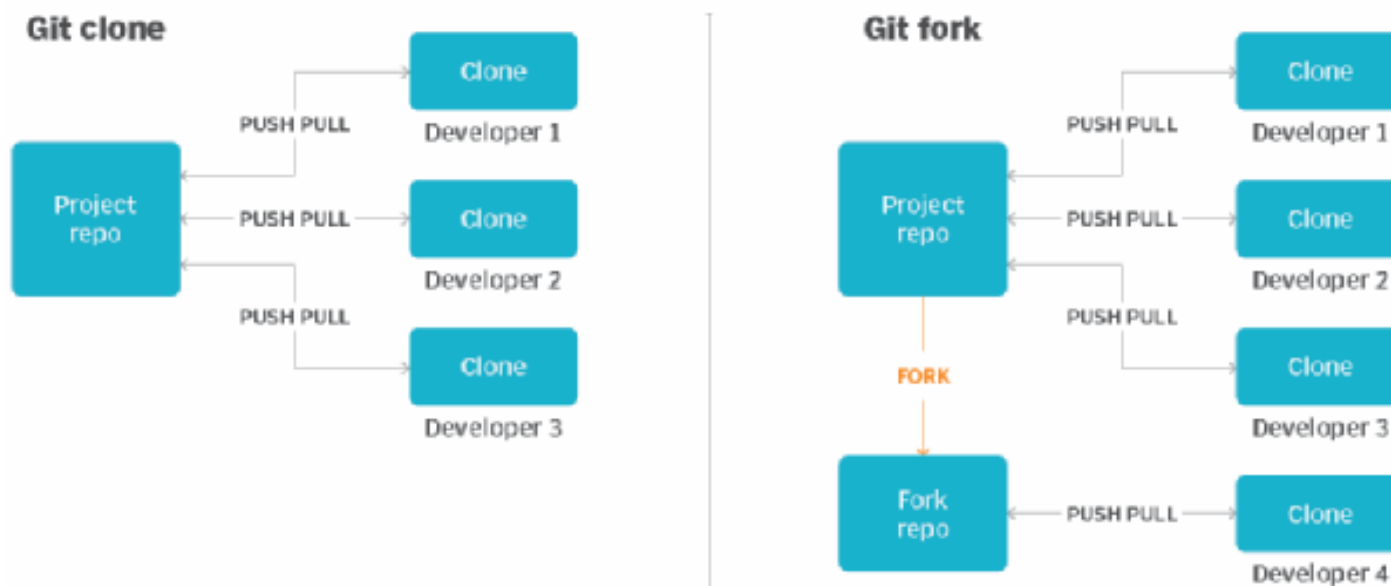 Git clone
Clone
PUSH PULL
Developer 1
Project
repo
PUSH PULL
Clone
Developer 2
PUSH PULL
Clone
Developer 3
Git fork
Clone
PUSH PULL
Developer 1
Project
repo
PUSH PULL
Clone
Developer 2
PUSH PULL
Clone
FORK
Developer 3
Fork
repo
PUSH PULL
Clone
Developer 4